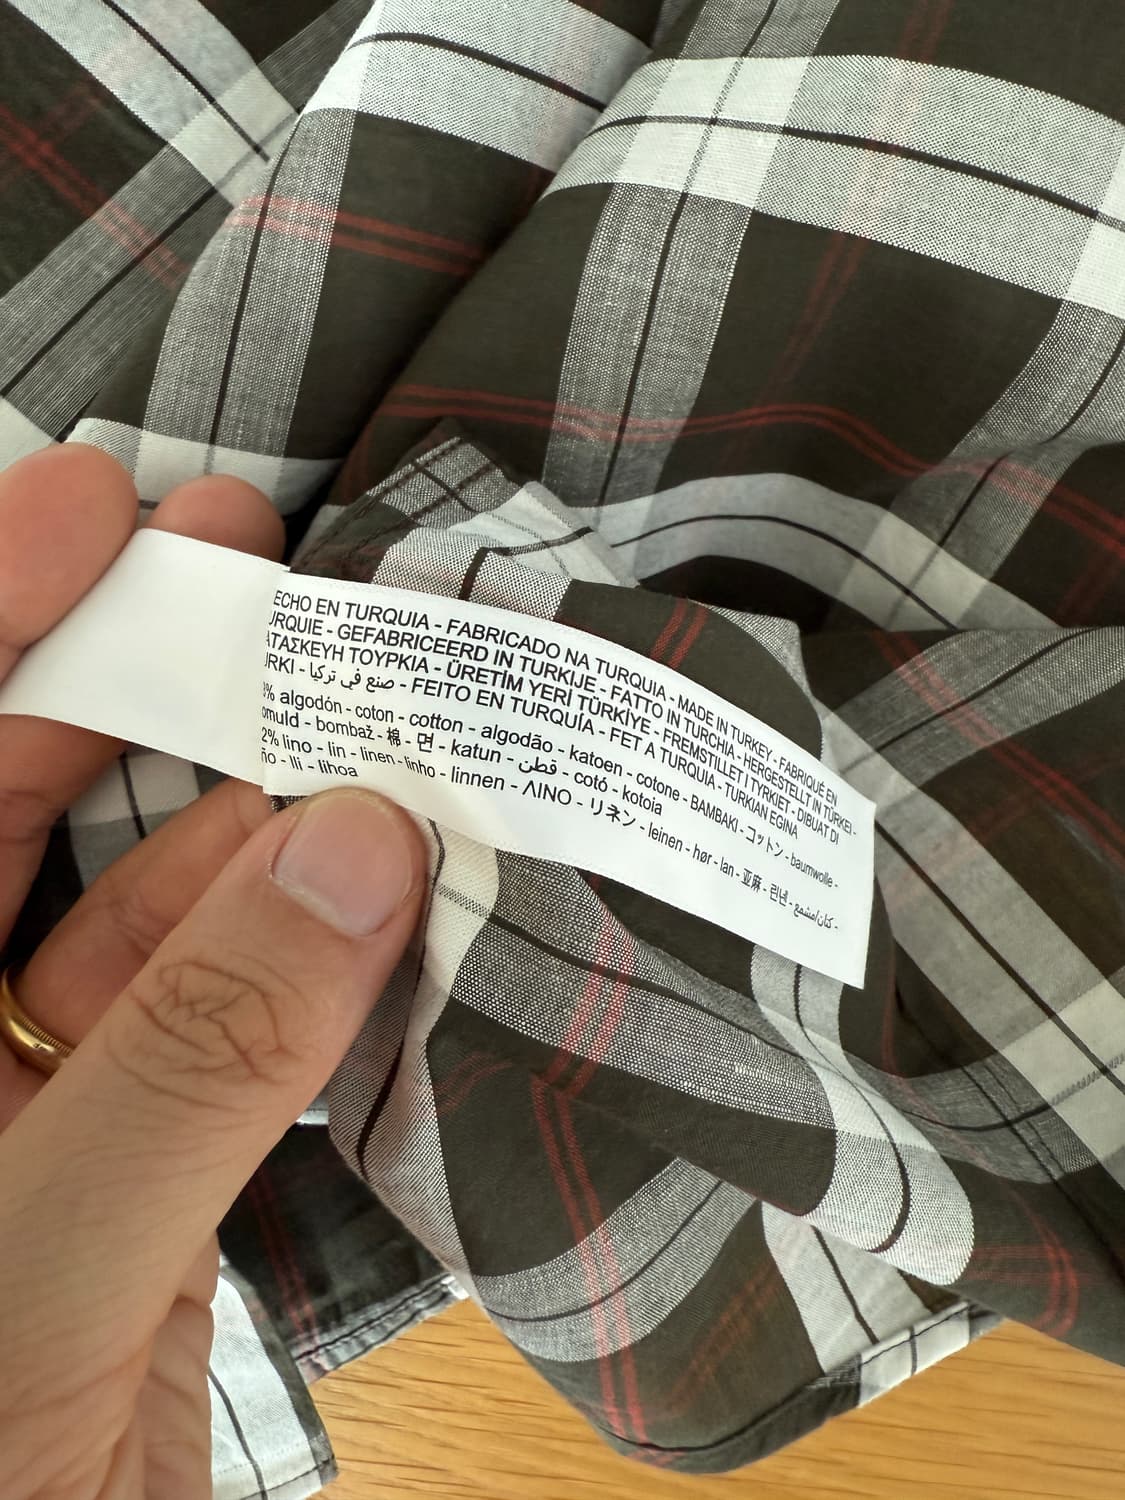 ECHO EN TURQUIA - FABRICADO NA TURQUIA - MADE IN TURKEY - FABRIQUÉ EN
URQUIE - GEFABRICEERD IN TURKIJE - FATTO IN TURCHIA - HERGESTELLT IN TÜRKEI -
ΑΤΑΣΚΕΥΗ ΤΟΥΡΚΙΑ - ÜRETİM YERİ TÜRKİYE - FREMSTILLET I TYRKIET - DIBUAT DI
URKI - صنع في تركيا - FEITO EN TURQUÍA - FET A TURQUIA - TURKIAN EGINA
% algodón - coton - cotton - algodão - katoen - cotone - BAMBAKI - コットン - baumwolle -
omuld - bombaž - 棉 - 면 - katun - قطن - cotó - kotoia
2% lino - lin - linen - linho - linnen - ΛΙΝΟ - リネン - leinen - hør - lan - 亚麻 - 린넨 - كتان/مشمع -
ño - lli - lihoa